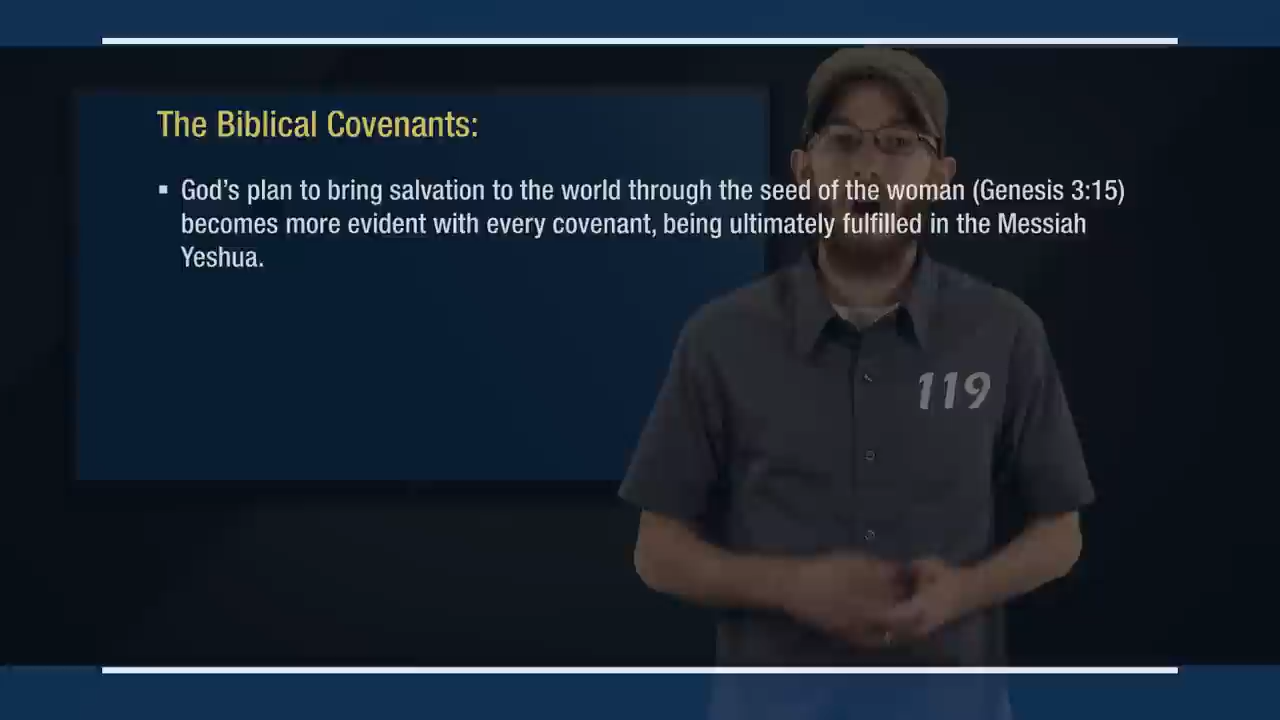 The Biblical Covenants:
▪ God's plan to bring salvation to the world through the seed of the woman (Genesis 3:15)
becomes more evident with every covenant, being ultimately fulfilled in the Messiah
Yeshua.
119